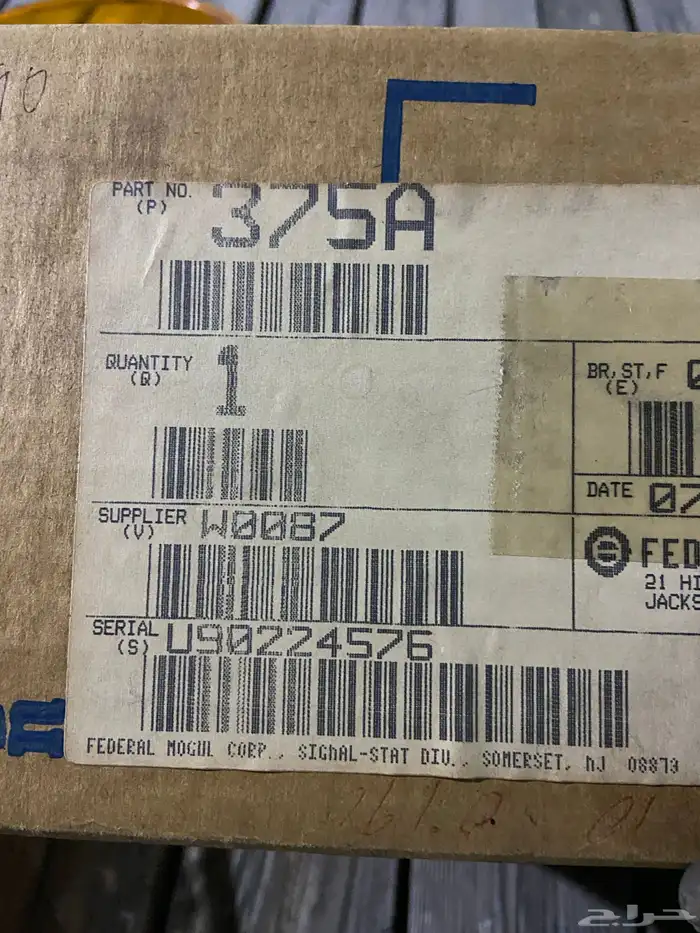 PART NO. 375A
(P)
QUANTITY 1
(Q)
BR,ST,F
(E)
DATE 07
SUPPLIER W0087
(V)
FED
21 HI
JACKS
SERIAL U90224576
(S)
FEDERAL MOGUL CORP., SIGNAL-STAT DIV., SOMERSET, NJ 08873
حراج